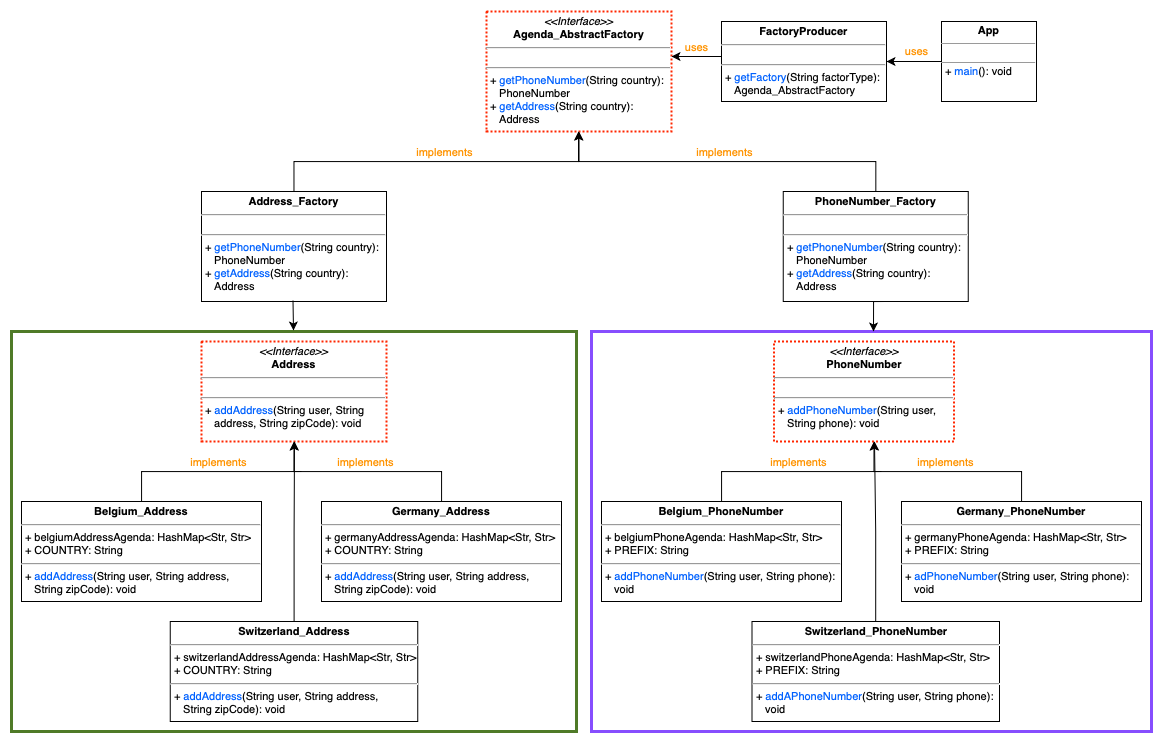 <<Interface>>
Agenda_AbstractFactory
+ getPhoneNumber(String country):
PhoneNumber
+ getAddress(String country):
Address
uses
FactoryProducer
+ getFactory(String factorType):
Agenda_AbstractFactory
uses
App
+ main(): void
implements
implements
Address_Factory
+ getPhoneNumber(String country):
PhoneNumber
+ getAddress(String country):
Address
PhoneNumber_Factory
+ getPhoneNumber(String country):
PhoneNumber
+ getAddress(String country):
Address
<<Interface>>
Address
+ addAddress(String user, String
address, String zipCode): void
implements
implements
Belgium_Address
+ belgiumAddressAgenda: HashMap<Str, Str>
+ COUNTRY: String
+ addAddress(String user, String address,
String zipCode): void
Germany_Address
+ germanyAddressAgenda: HashMap<Str, Str>
+ COUNTRY: String
+ addAddress(String user, String address,
String zipCode): void
Switzerland_Address
+ switzerlandAddressAgenda: HashMap<Str, Str>
+ COUNTRY: String
+ addAddress(String user, String address,
String zipCode): void
<<Interface>>
PhoneNumber
+ addPhoneNumber(String user,
String phone): void
implements
implements
Belgium_PhoneNumber
+ belgiumPhoneAgenda: HashMap<Str, Str>
+ PREFIX: String
+ addPhoneNumber(String user, String phone):
void
Germany_PhoneNumber
+ germanyPhoneAgenda: HashMap<Str, Str>
+ PREFIX: String
+ adPhoneNumber(String user, String phone):
void
Switzerland_PhoneNumber
+ switzerlandPhoneAgenda: HashMap<Str, Str>
+ PREFIX: String
+ addAPhoneNumber(String user, String phone):
void